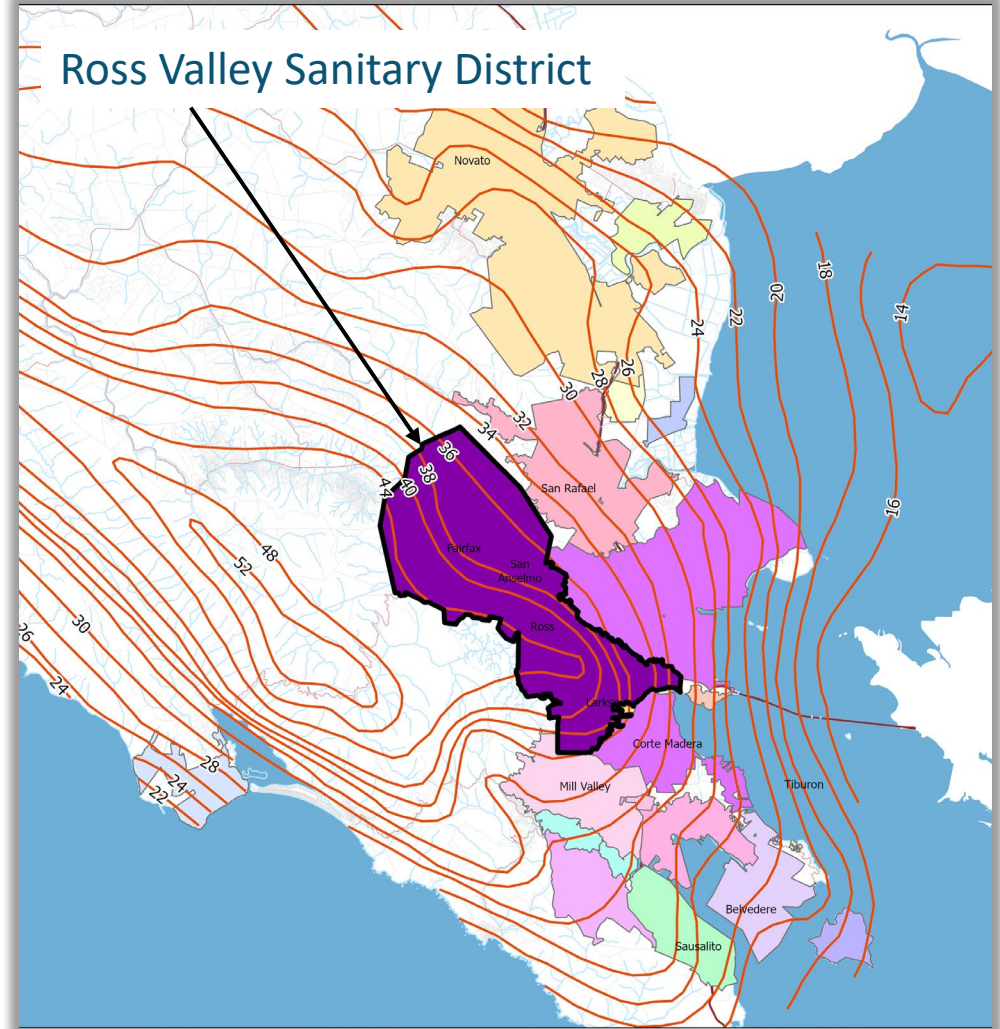 Ross Valley Sanitary District
Novato
18
20
14
22
24
26
28
30
32
34
36
38
40
44
San Rafael
16
48
Fairfax
52
San
Anselmo
30
26
Ross
24
Corte Madera
28
24
22
Mill Valley
Tiburon
Belvedere
Sausalito